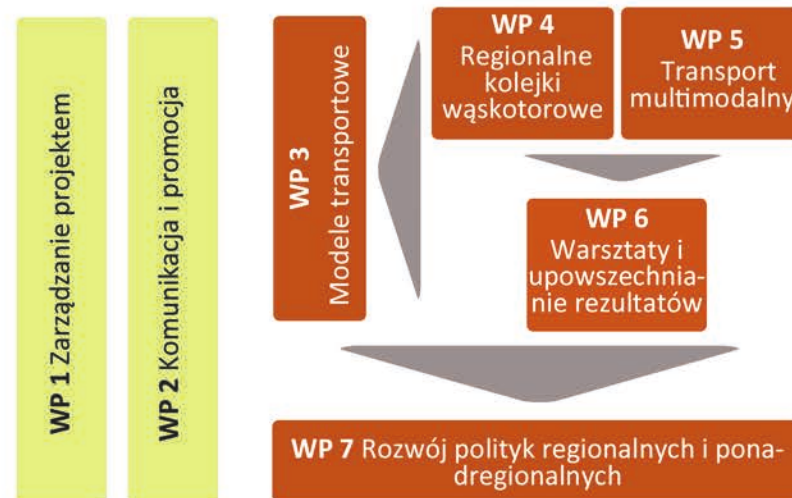 WP 1 Zarządzanie projektem
WP 2 Komunikacja i promocja
WP 3
Modele transportowe
WP 4
Regionalne
kolejki
wąskotorowe
WP 5
Transport
multimodalny
WP 6
Warsztaty i
upowszechnia-
nie rezultatów
WP 7 Rozwój polityk regionalnych i pona-
dregionalnych